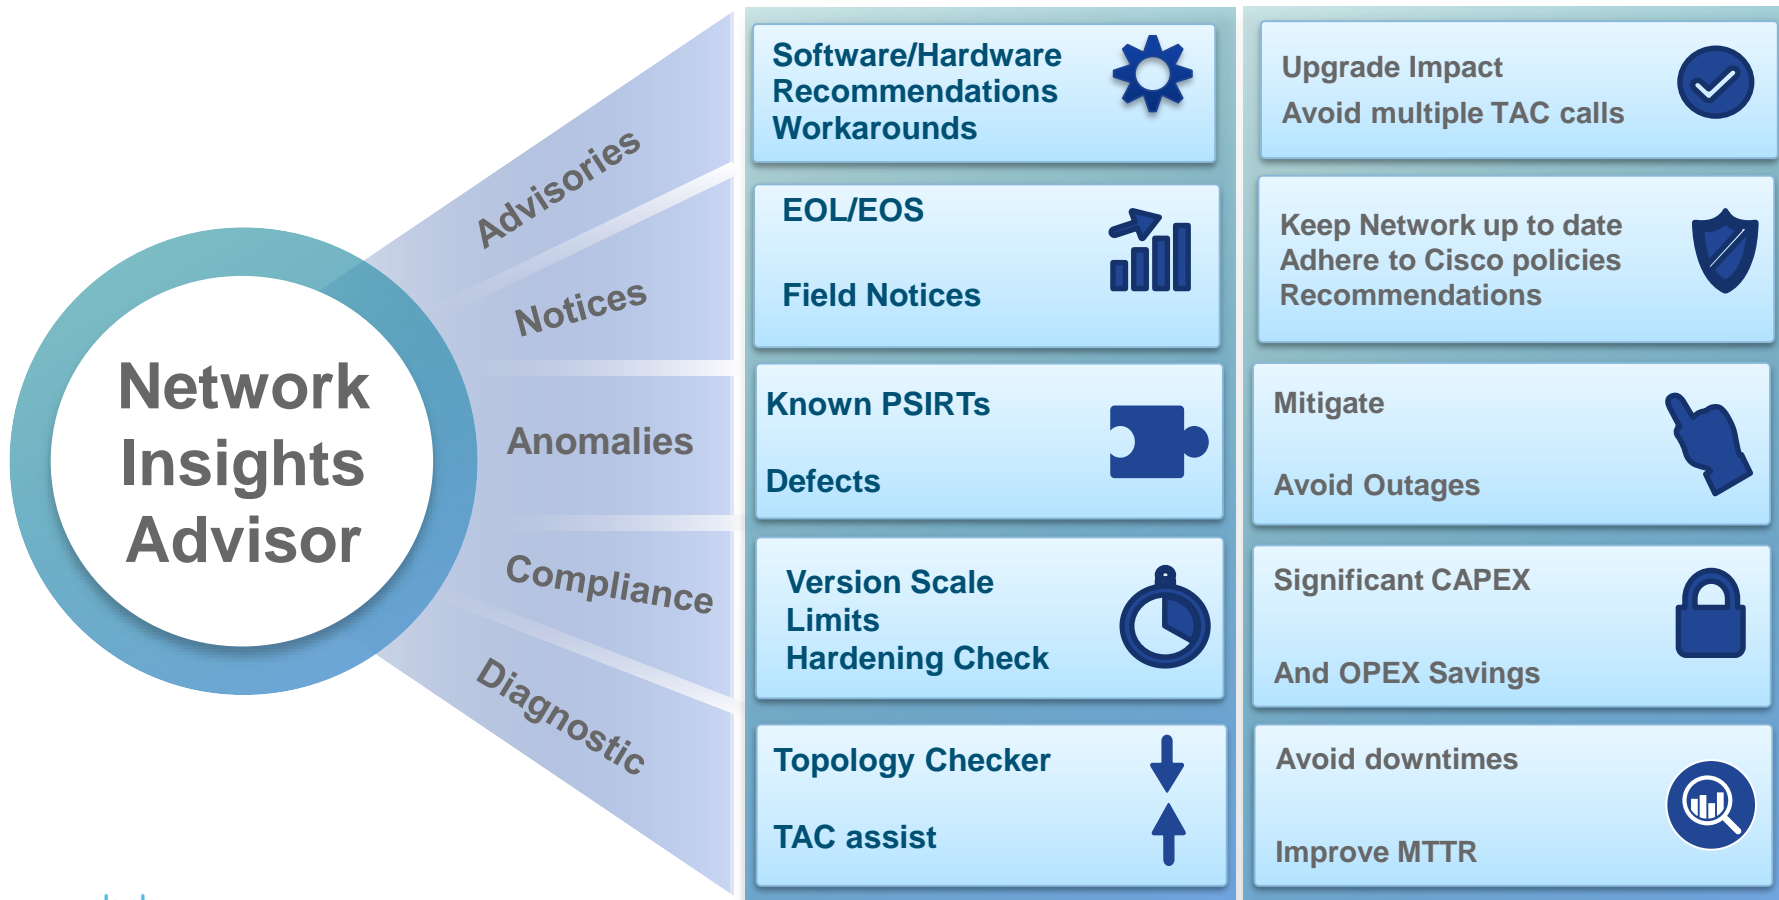 Network
Insights
Advisor
Advisories
Notices
Anomalies
Compliance
Diagnostic
Software/Hardware
Recommendations
Workarounds
EOL/EOS
Field Notices
Known PSIRTs
Defects
Version Scale
Limits
Hardening Check
Topology Checker
TAC assist
Upgrade Impact
Avoid multiple TAC calls
Keep Network up to date
Adhere to Cisco policies
Recommendations
Mitigate
Avoid Outages
Significant CAPEX
And OPEX Savings
Avoid downtimes
Improve MTTR